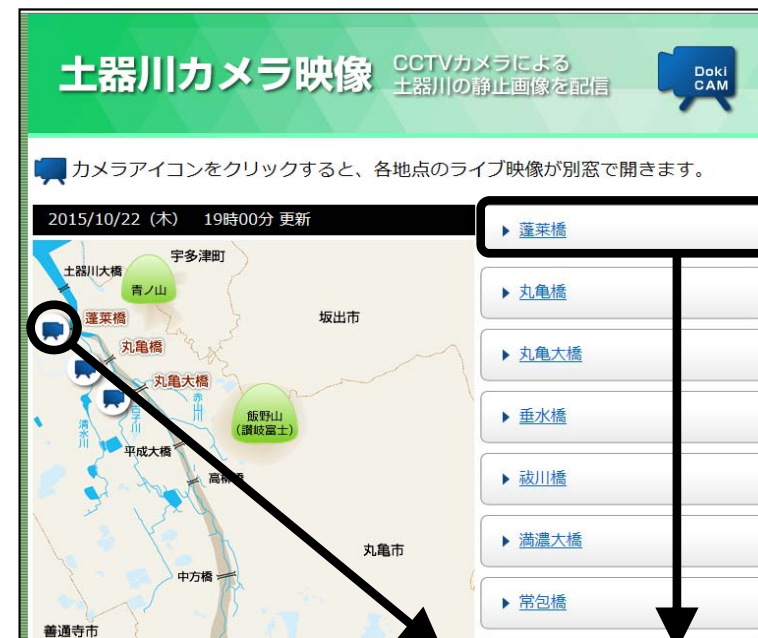 土器川カメラ映像
CCTVカメラによる
土器川の静止画像を配信
Doki
CAM
カメラアイコンをクリックすると、各地点のライブ映像が別窓で開きます。
2015/10/22（木） 19時00分 更新
宇多津町
土器川大橋
青ノ山
蓬莱橋
坂出市
丸亀橋
丸亀大橋
赤山川
飯野山
（讃岐富士）
清水川
古子川
平成大橋
丸亀市
中方橋
善通寺市
蓬莱橋
丸亀橋
丸亀大橋
垂水橋
祓川橋
満濃大橋
常包橋